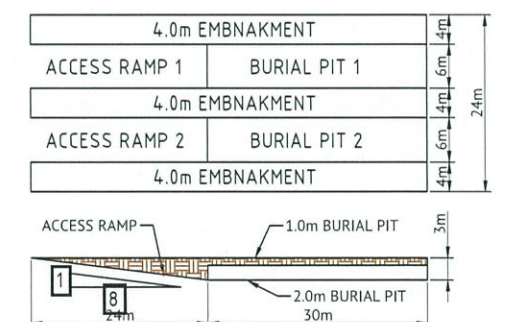 4.0m EMBNAKMENT
4m
ACCESS RAMP 1 BURIAL PIT 1
6m
4.0m EMBNAKMENT
4m
24m
ACCESS RAMP 2 BURIAL PIT 2
6m
4.0m EMBNAKMENT
4m
ACCESS RAMP 1.0m BURIAL PIT
3m
1
8
2.0m BURIAL PIT
24m 30m